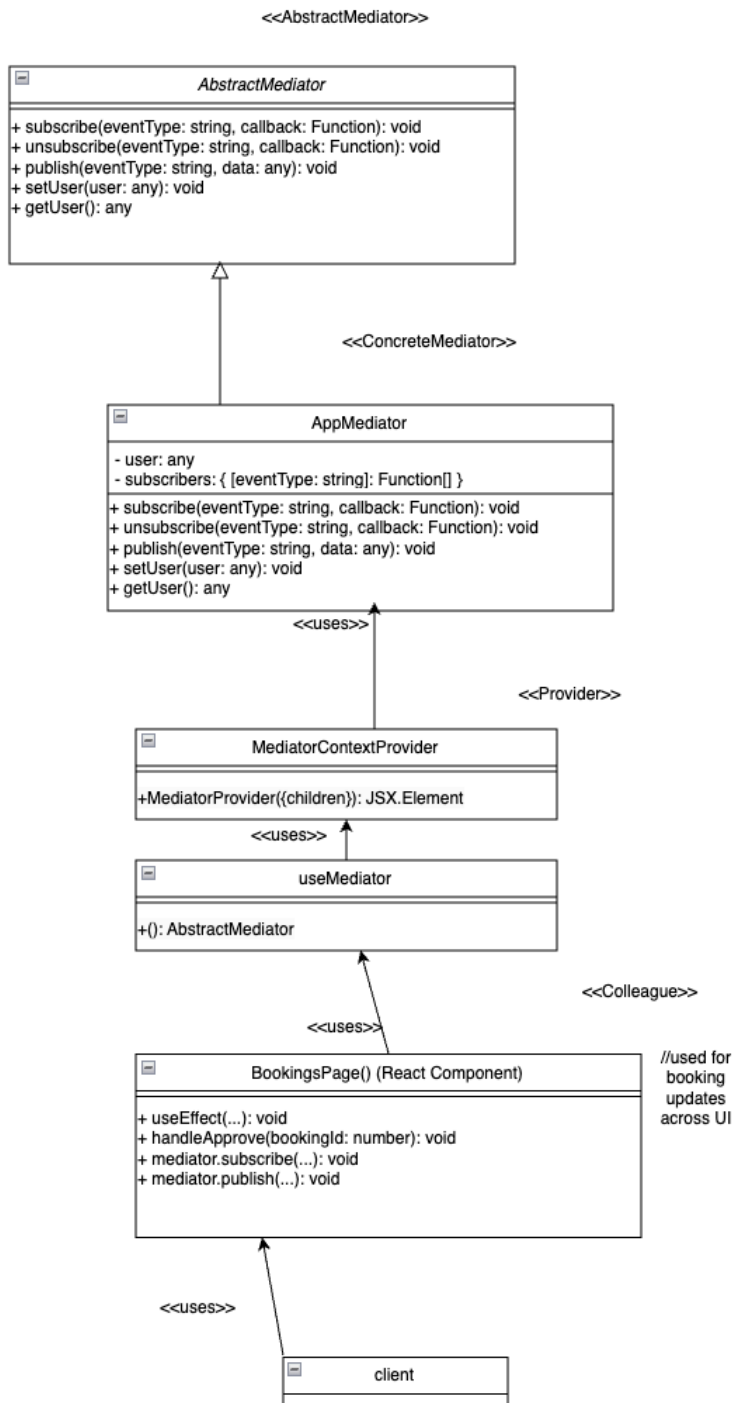 <<AbstractMediator>>
AbstractMediator
+ subscribe(eventType: string, callback: Function): void
+ unsubscribe(eventType: string, callback: Function): void
+ publish(eventType: string, data: any): void
+ setUser(user: any): void
+ getUser(): any
<<ConcreteMediator>>
AppMediator
- user: any
- subscribers: { [eventType: string]: Function[] }
+ subscribe(eventType: string, callback: Function): void
+ unsubscribe(eventType: string, callback: Function): void
+ publish(eventType: string, data: any): void
+ setUser(user: any): void
+ getUser(): any
<<uses>>
<<Provider>>
MediatorContextProvider
+MediatorProvider({children}): JSX.Element
<<uses>>
useMediator
+(): AbstractMediator
<<Colleague>>
<<uses>>
BookingsPage() (React Component)
+ useEffect(...): void
+ handleApprove(bookingId: number): void
+ mediator.subscribe(...): void
+ mediator.publish(...): void
//used for
booking
updates
across UI
<<uses>>
client